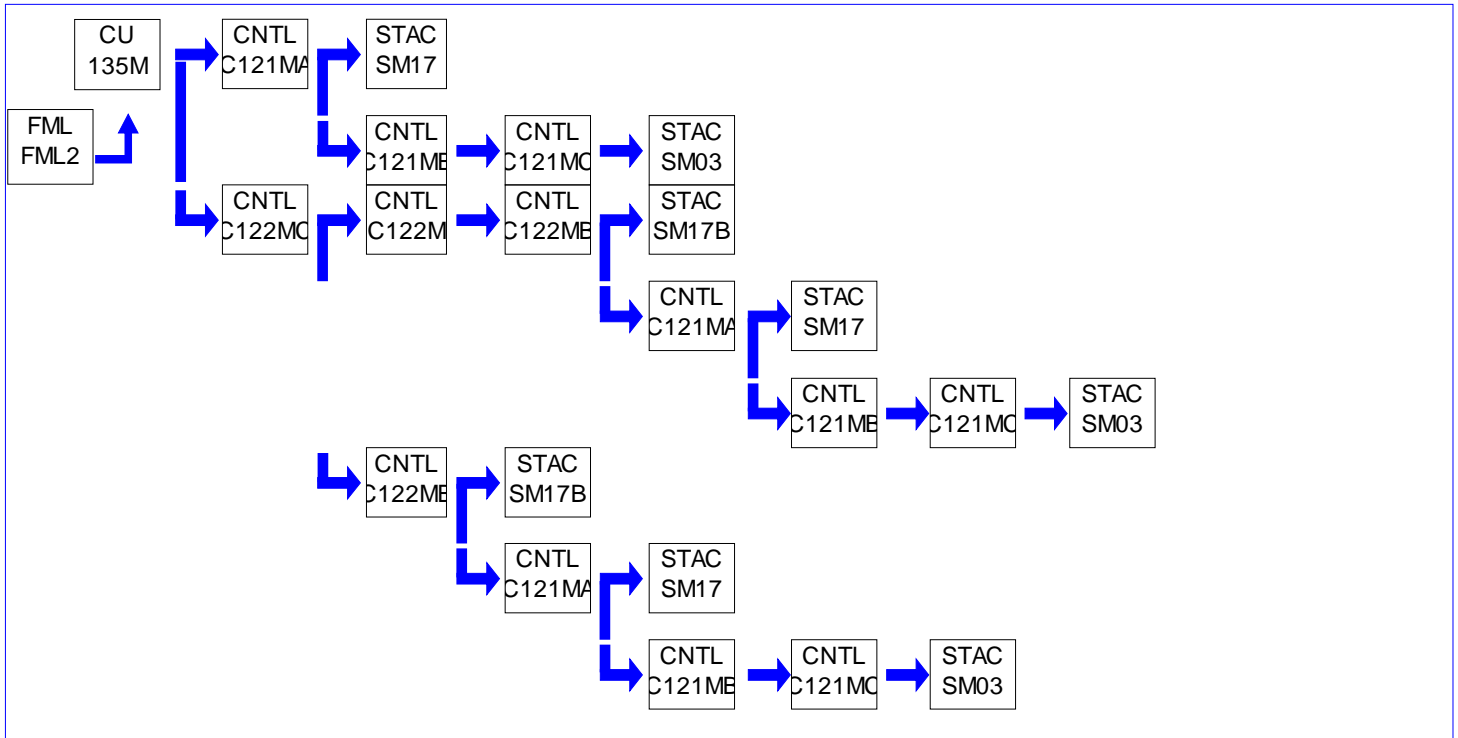 CU
135M
CNTL
C121MA
STAC
SM17
FML
FML2
CNTL
C121MB
CNTL
C121MC
STAC
SM03
CNTL
C122MC
CNTL
C122M
CNTL
C122MB
STAC
SM17B
CNTL
C121MA
STAC
SM17
CNTL
C121MB
CNTL
C121MC
STAC
SM03
CNTL
C122MB
STAC
SM17B
CNTL
C121MA
STAC
SM17
CNTL
C121MB
CNTL
C121MC
STAC
SM03